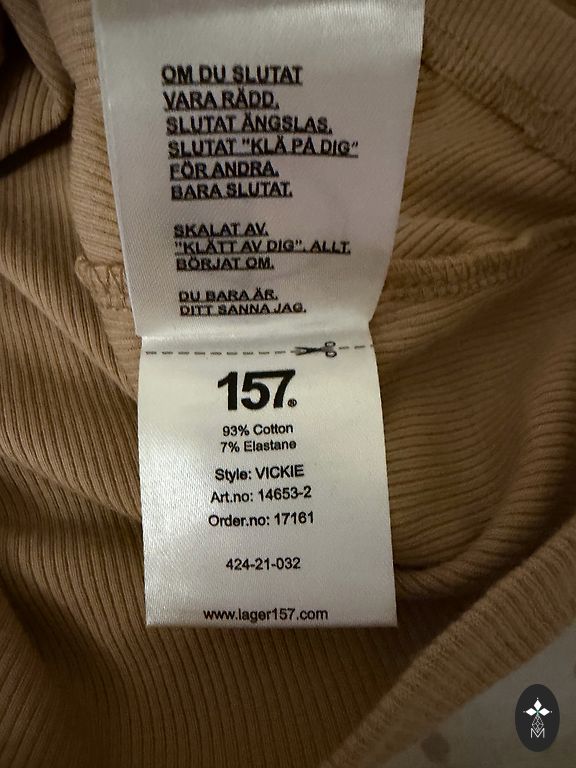 OM DU SLUTAT
VARA RÄDD.
SLUTAT ÄNGSLAS.
SLUTAT "KLÄ PÅ DIG"
FÖR ANDRA.
BARA SLUTAT.
SKALAT AV.
"KLÄTT AV DIG". ALLT.
BÖRJAT OM.
DU BARA ÄR.
DITT SANNA JAG.
157®
93% Cotton
7% Elastane
Style: VICKIE
Art.no: 14653-2
Order.no: 17161
424-21-032
www.lager157.com
M